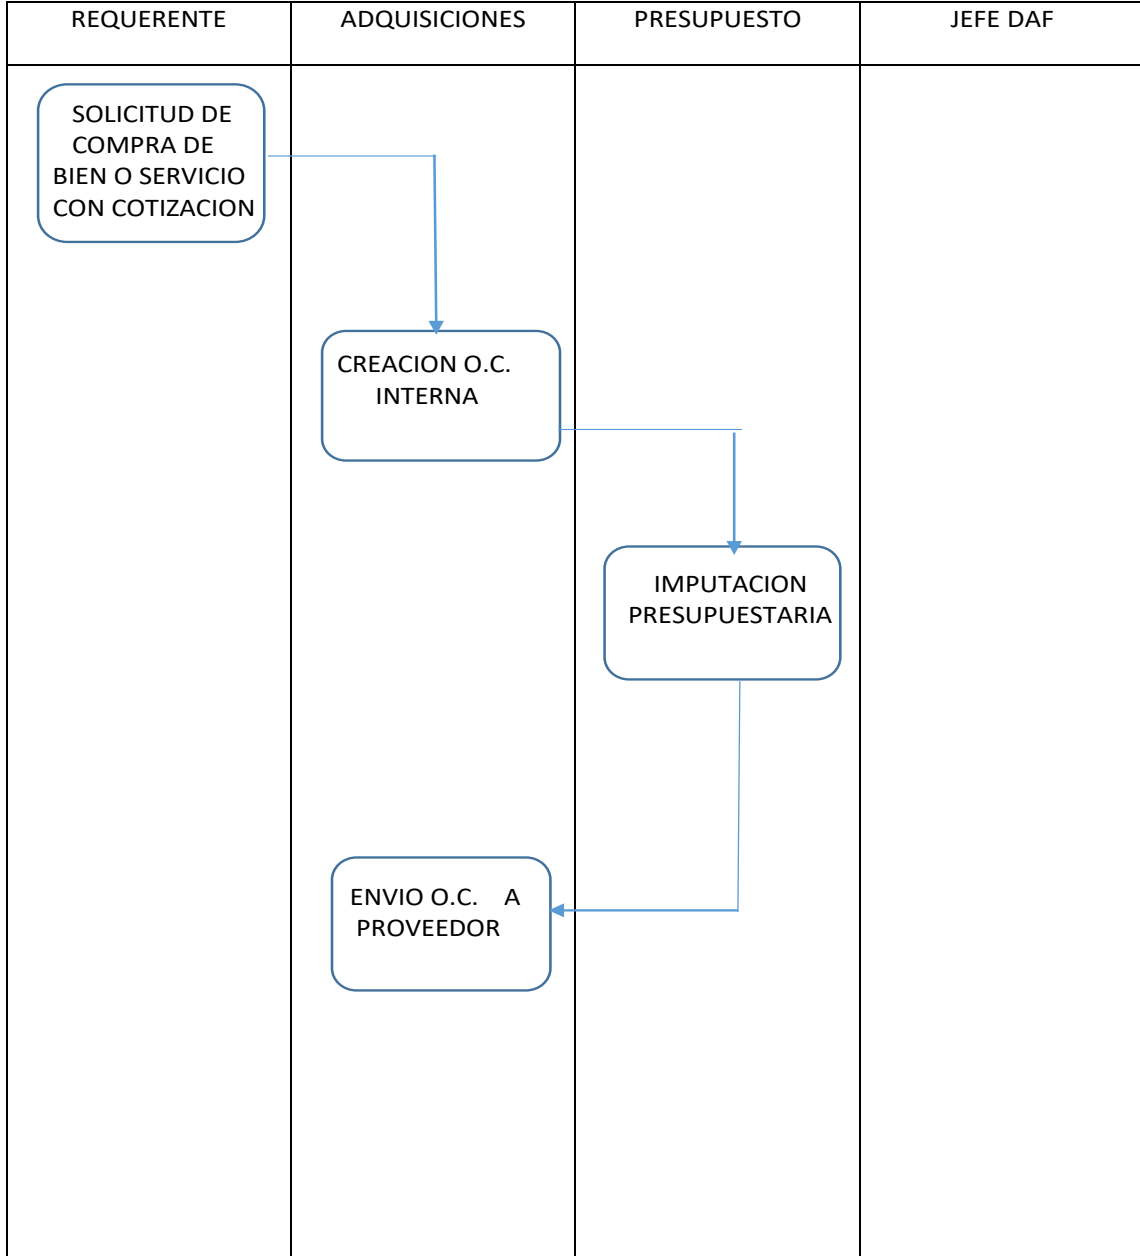 REQUERENTE
ADQUISICIONES
PRESUPUESTO
JEFE DAF
SOLICITUD DE
COMPRA DE
BIEN O SERVICIO
CON COTIZACION
CREACION O.C.
INTERNA
IMPUTACION
PRESUPUESTARIA
ENVIO O.C. A
PROVEEDOR